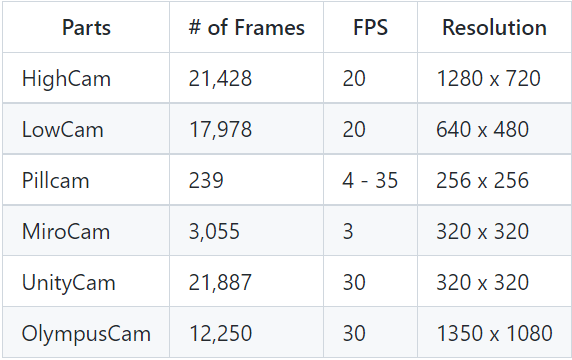 Parts # of Frames FPS Resolution
HighCam 21,428 20 1280 x 720
LowCam 17,978 20 640 x 480
Pillcam 239 4 - 35 256 x 256
MiroCam 3,055 3 320 x 320
UnityCam 21,887 30 320 x 320
OlympusCam 12,250 30 1350 x 1080